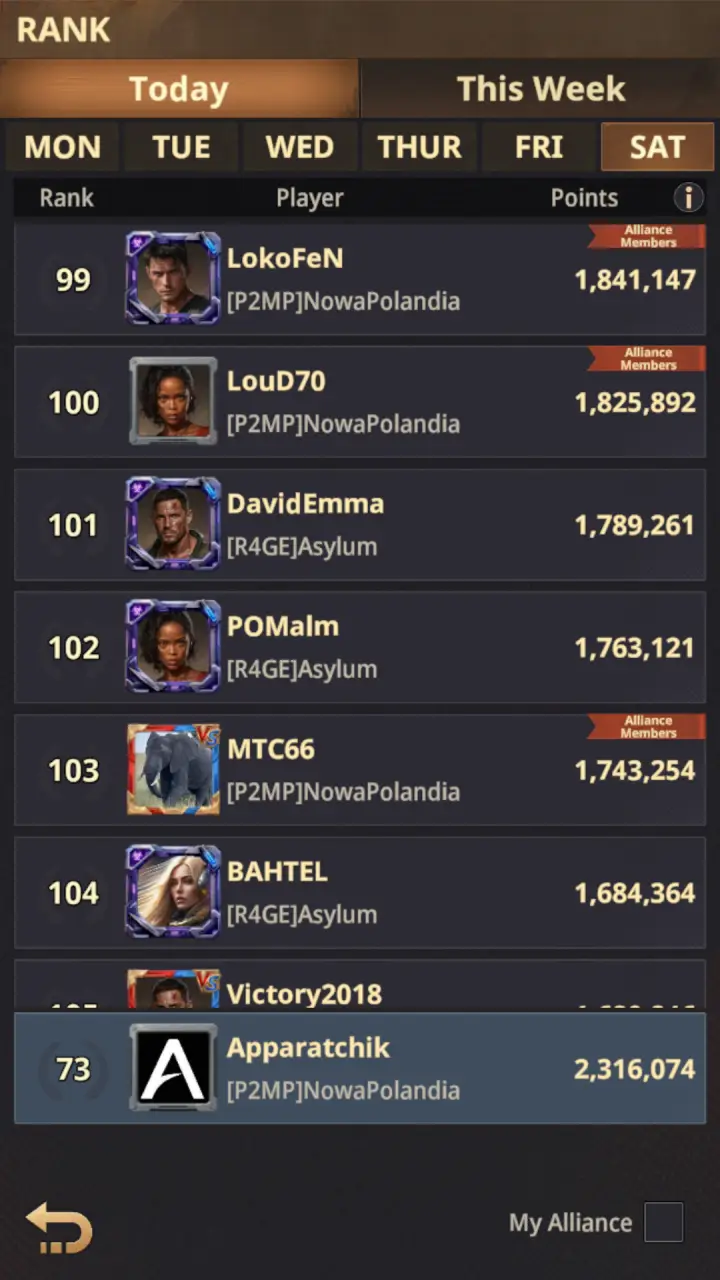 RANK
Today
This Week
MON
TUE
WED
THUR
FRI
SAT
Rank
Player
Points
Alliance
Members
99
LokoFeN
[P2MP]NowaPolandia
1,841,147
Alliance
Members
100
LouD70
[P2MP]NowaPolandia
1,825,892
101
DavidEmma
[R4GE]Asylum
1,789,261
102
POMalm
[R4GE]Asylum
1,763,121
Alliance
Members
103
VS
MTC66
[P2MP]NowaPolandia
1,743,254
104
BAHTEL
[R4GE]Asylum
1,684,364
VS
Victory2018
73
Apparatchik
[P2MP]NowaPolandia
2,316,074
My Alliance